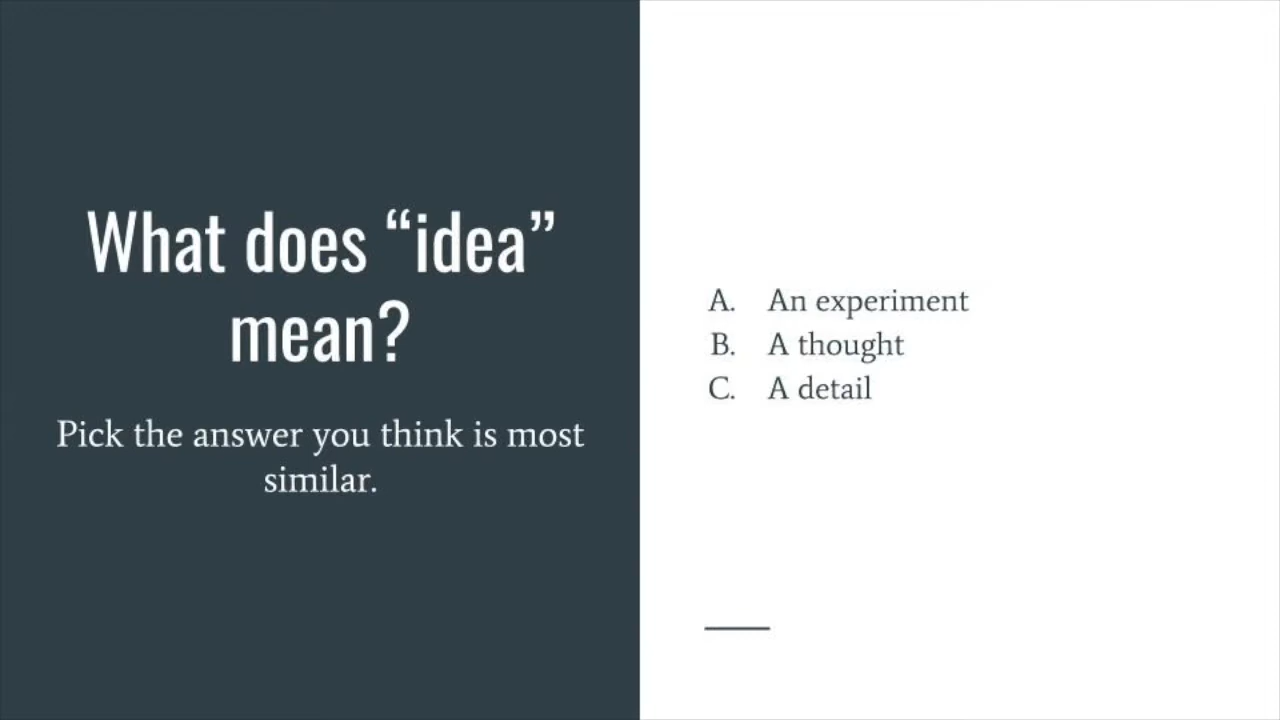 What does “idea”
mean?
Pick the answer you think is most
similar.
A. An experiment
B. A thought
C. A detail